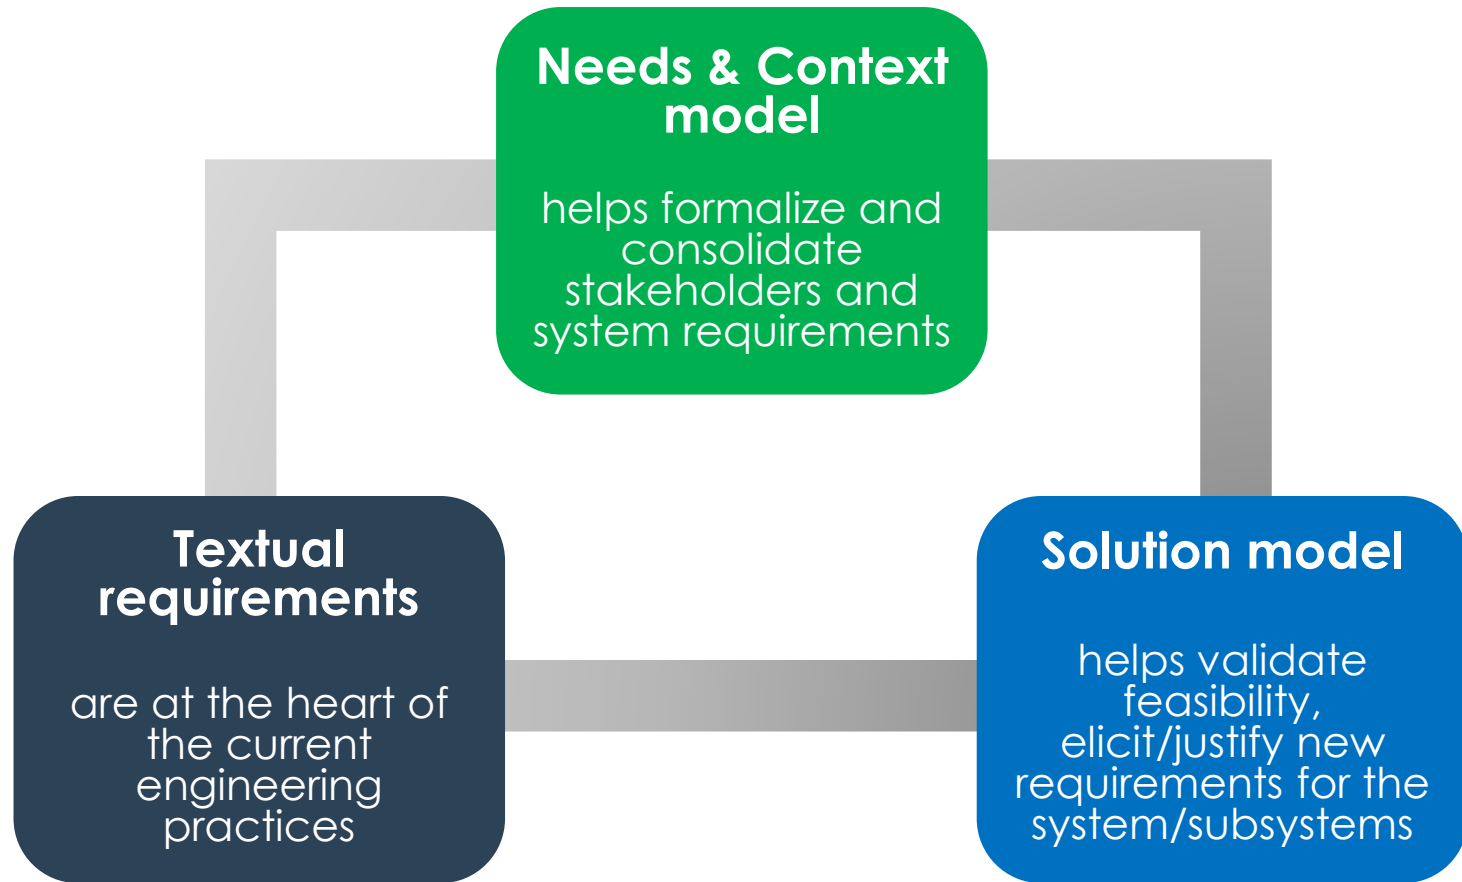 Needs & Context
model
helps formalize and
consolidate
stakeholders and
system requirements
Textual
requirements
are at the heart of
the current
engineering
practices
Solution model
helps validate
feasibility,
elicit/justify new
requirements for the
system/subsystems